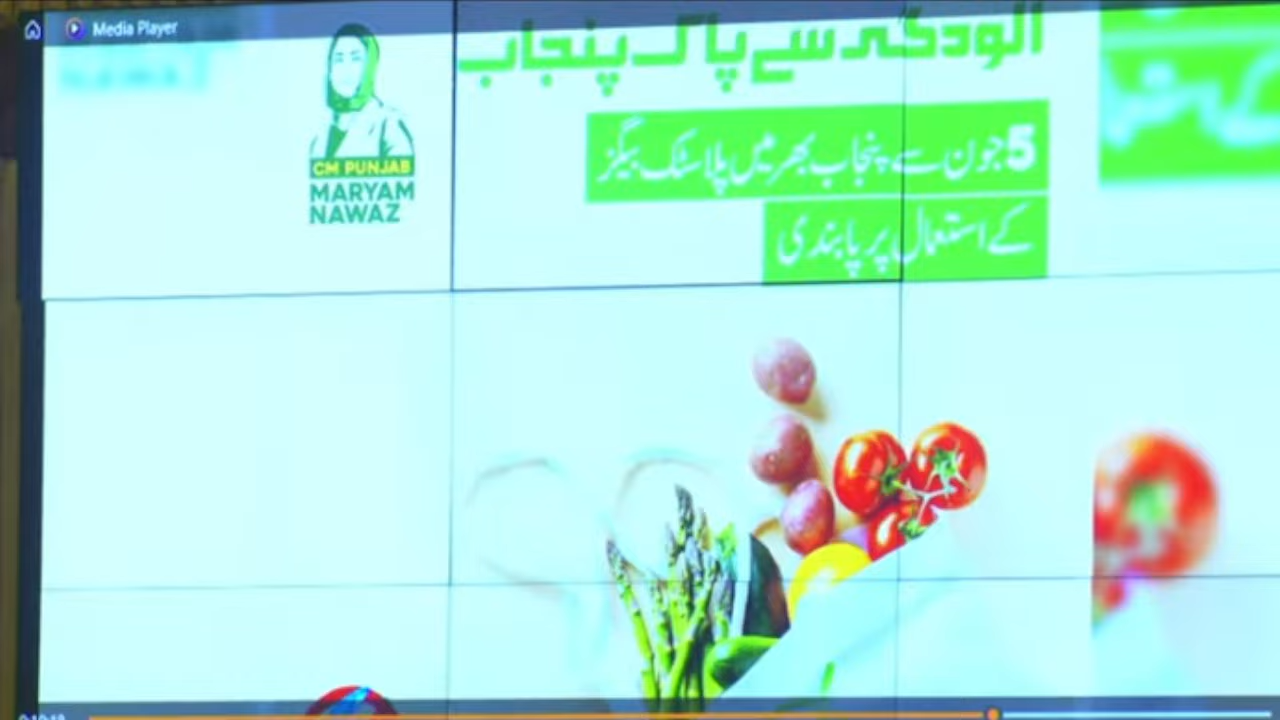 Media Player
آلودگی سے پاک پنجاب
5 جون سے پنجاب بھر میں پلاسٹک بیگز
کے استعمال پر پابندی
CM PUNJAB
MARYAM
NAWAZ